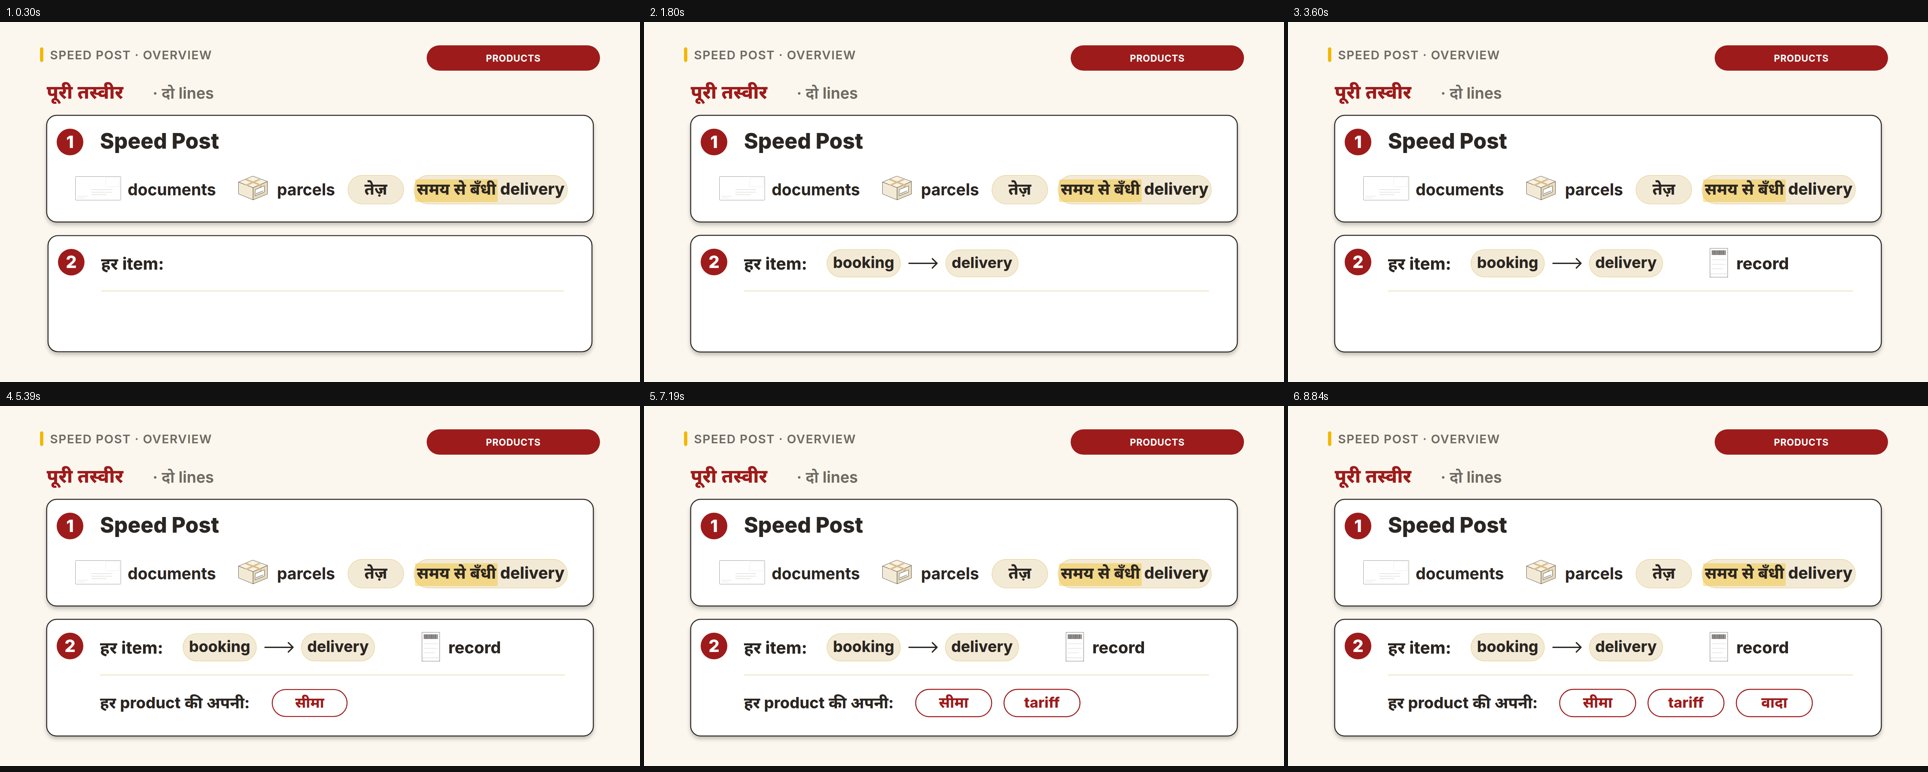 1. 0.30s
SPEED POST · OVERVIEW
PRODUCTS
पूरी तस्वीर · दो lines
1 Speed Post
documents parcels तेज़ समय से बँधी delivery
2 हर item:
2. 1.80s
SPEED POST · OVERVIEW
PRODUCTS
पूरी तस्वीर · दो lines
1 Speed Post
documents parcels तेज़ समय से बँधी delivery
2 हर item: booking → delivery
3. 3.60s
SPEED POST · OVERVIEW
PRODUCTS
पूरी तस्वीर · दो lines
1 Speed Post
documents parcels तेज़ समय से बँधी delivery
2 हर item: booking → delivery record
4. 5.39s
SPEED POST · OVERVIEW
PRODUCTS
पूरी तस्वीर · दो lines
1 Speed Post
documents parcels तेज़ समय से बँधी delivery
2 हर item: booking → delivery record
हर product की अपनी: सीमा
5. 7.19s
SPEED POST · OVERVIEW
PRODUCTS
पूरी तस्वीर · दो lines
1 Speed Post
documents parcels तेज़ समय से बँधी delivery
2 हर item: booking → delivery record
हर product की अपनी: सीमा tariff
6. 8.84s
SPEED POST · OVERVIEW
PRODUCTS
पूरी तस्वीर · दो lines
1 Speed Post
documents parcels तेज़ समय से बँधी delivery
2 हर item: booking → delivery record
हर product की अपनी: सीमा tariff वादा